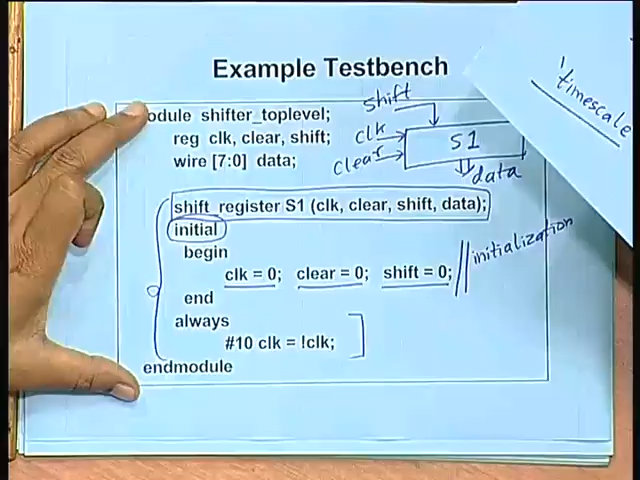 Example Testbench
odule shifter_toplevel;
reg clk, clear, shift;
wire [7:0] data;
shift_register S1 (clk, clear, shift, data);
initial
begin
clk = 0; clear = 0; shift = 0; //initialization
end
always
#10 clk = !clk;
endmodule
shift
clk
clear
S1
data
'timescale